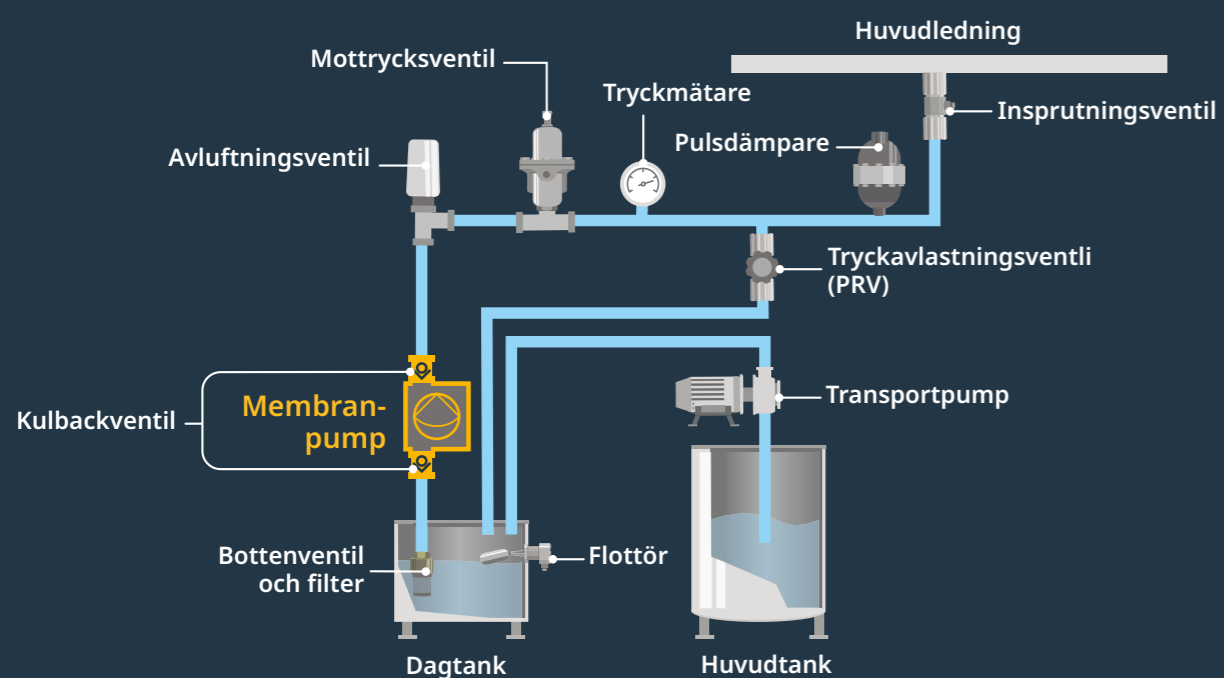 Huvudledning
Mottrycksventil
Tryckmätare
Insprutningsventil
Pulsdämpare
Avluftningsventil
Tryckavlastningsventli
(PRV)
Transportpump
Membran-
pump
Kulbackventil
Bottenventil
och filter
Flottör
Dagtank
Huvudtank